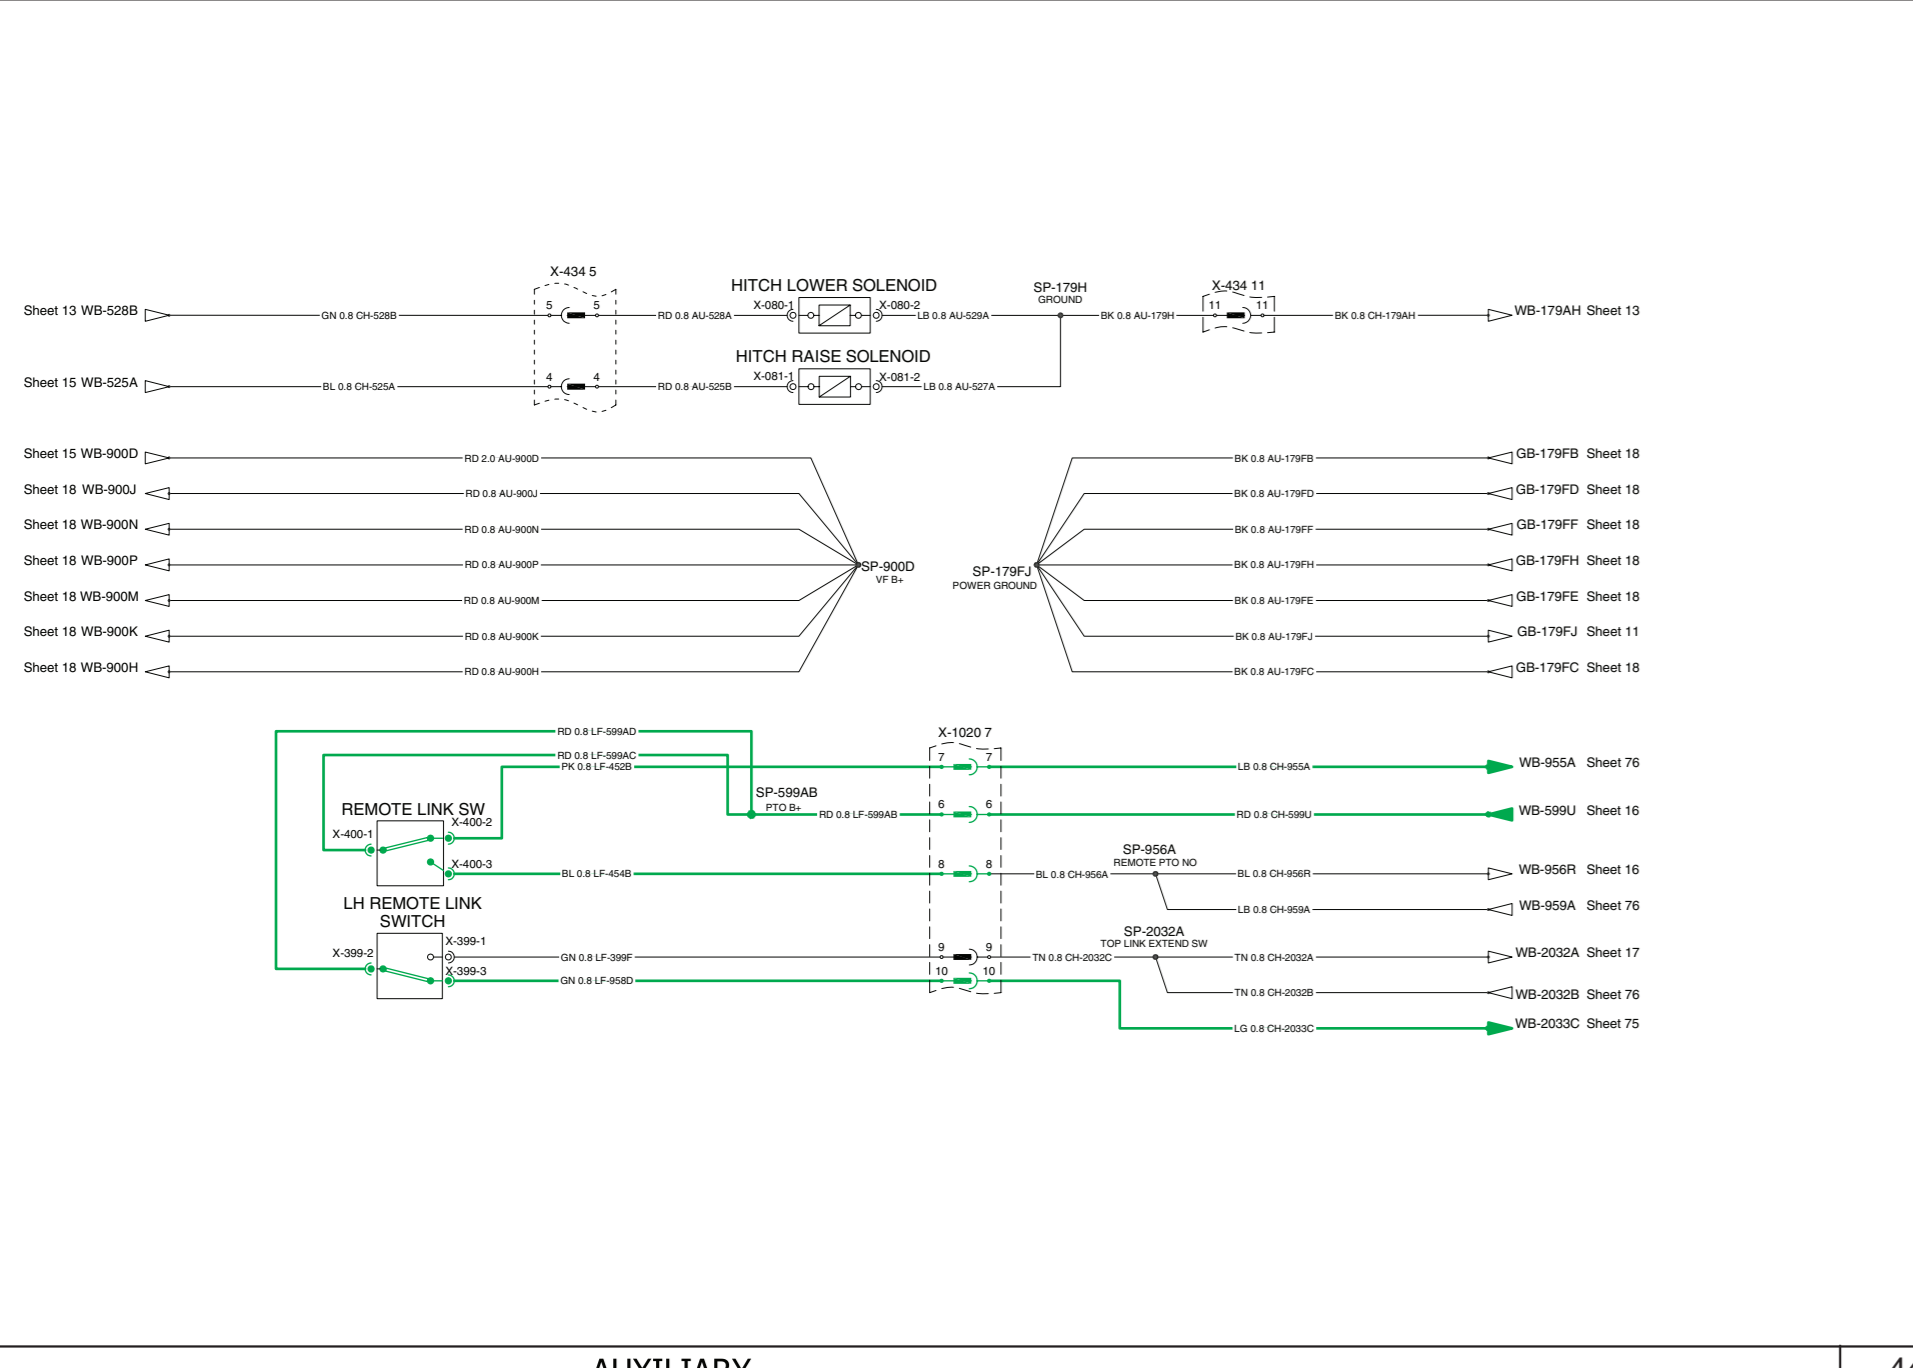 X-434 5
HITCH LOWER SOLENOID
SP-179H
GROUND
X-434 11
Sheet 13 WB-528B
GN 0.8 CH-528B
5 5
RD 0.8 AU-528A
X-080-1
X-080-2
LB 0.8 AU-529A
BK 0.8 AU-179H
11 11
BK 0.8 CH-179AH
WB-179AH Sheet 13
HITCH RAISE SOLENOID
Sheet 15 WB-525A
BL 0.8 CH-525A
4 4
RD 0.8 AU-525B
X-081-1
X-081-2
LB 0.8 AU-527A
Sheet 15 WB-900D
RD 2.0 AU-900D
BK 0.8 AU-179FB
GB-179FB Sheet 18
Sheet 18 WB-900J
RD 0.8 AU-900J
BK 0.8 AU-179FD
GB-179FD Sheet 18
Sheet 18 WB-900N
RD 0.8 AU-900N
BK 0.8 AU-179FF
GB-179FF Sheet 18
Sheet 18 WB-900P
RD 0.8 AU-900P
SP-900D
VF B+
SP-179FJ
POWER GROUND
BK 0.8 AU-179FH
GB-179FH Sheet 18
Sheet 18 WB-900M
RD 0.8 AU-900M
BK 0.8 AU-179FE
GB-179FE Sheet 18
Sheet 18 WB-900K
RD 0.8 AU-900K
BK 0.8 AU-179FJ
GB-179FJ Sheet 11
Sheet 18 WB-900H
RD 0.8 AU-900H
BK 0.8 AU-179FC
GB-179FC Sheet 18
RD 0.8 LF-599AD
X-1020 7
RD 0.8 LF-599AC
PK 0.8 LF-452B
7 7
LB 0.8 CH-955A
WB-955A Sheet 76
SP-599AB
PTO B+
RD 0.8 LF-599AB
6 6
RD 0.8 CH-599U
WB-599U Sheet 16
REMOTE LINK SW
X-400-1
X-400-2
X-400-3
BL 0.8 LF-454B
8 8
BL 0.8 CH-956A
SP-956A
REMOTE PTO NO
BL 0.8 CH-956R
WB-956R Sheet 16
LB 0.8 CH-959A
WB-959A Sheet 76
LH REMOTE LINK
SWITCH
X-399-2
X-399-1
GN 0.8 LF-399F
9 9
TN 0.8 CH-2032C
SP-2032A
TOP LINK EXTEND SW
TN 0.8 CH-2032A
WB-2032A Sheet 17
X-399-3
GN 0.8 LF-958D
10 10
TN 0.8 CH-2032B
WB-2032B Sheet 76
LG 0.8 CH-2033C
WB-2033C Sheet 75
AUXILIARY